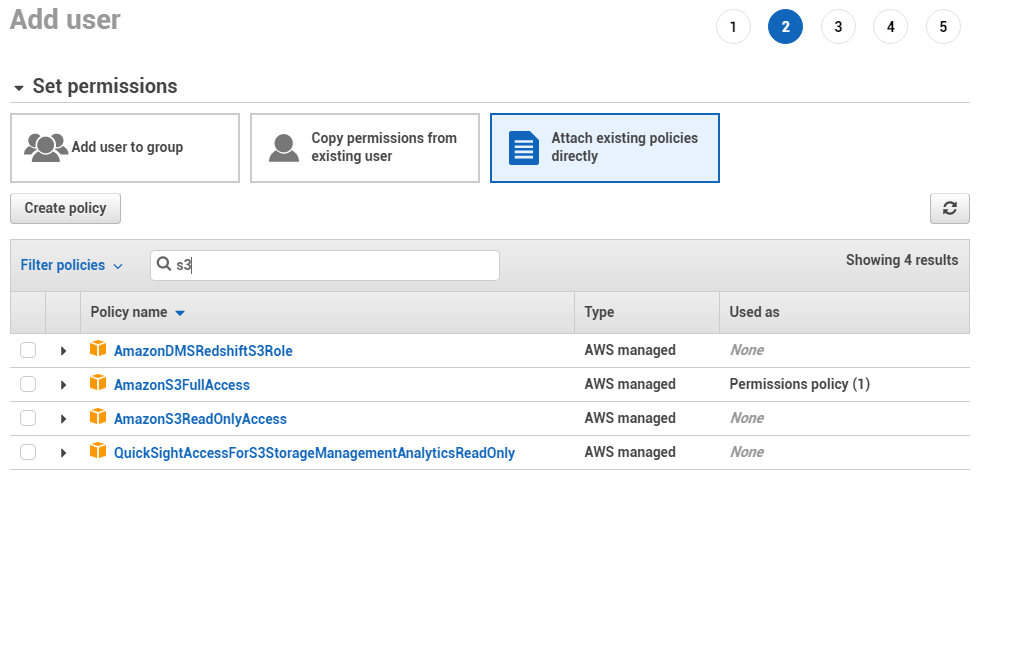 Add user
1 2 3 4 5
Set permissions
Add user to group
Copy permissions from
existing user
Attach existing policies
directly
Create policy
Filter policies s3 Showing 4 results
Policy name Type Used as
AmazonDMSRedshiftS3Role AWS managed None
AmazonS3FullAccess AWS managed Permissions policy (1)
AmazonS3ReadOnlyAccess AWS managed None
QuickSightAccessForS3StorageManagementAnalyticsReadOnly AWS managed None